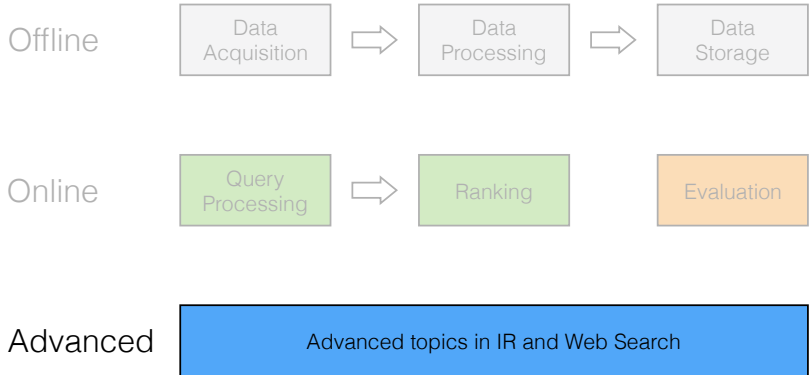 Offline
Data
Acquisition
Data
Processing
Data
Storage
Online
Query
Processing
Ranking
Evaluation
Advanced
Advanced topics in IR and Web Search